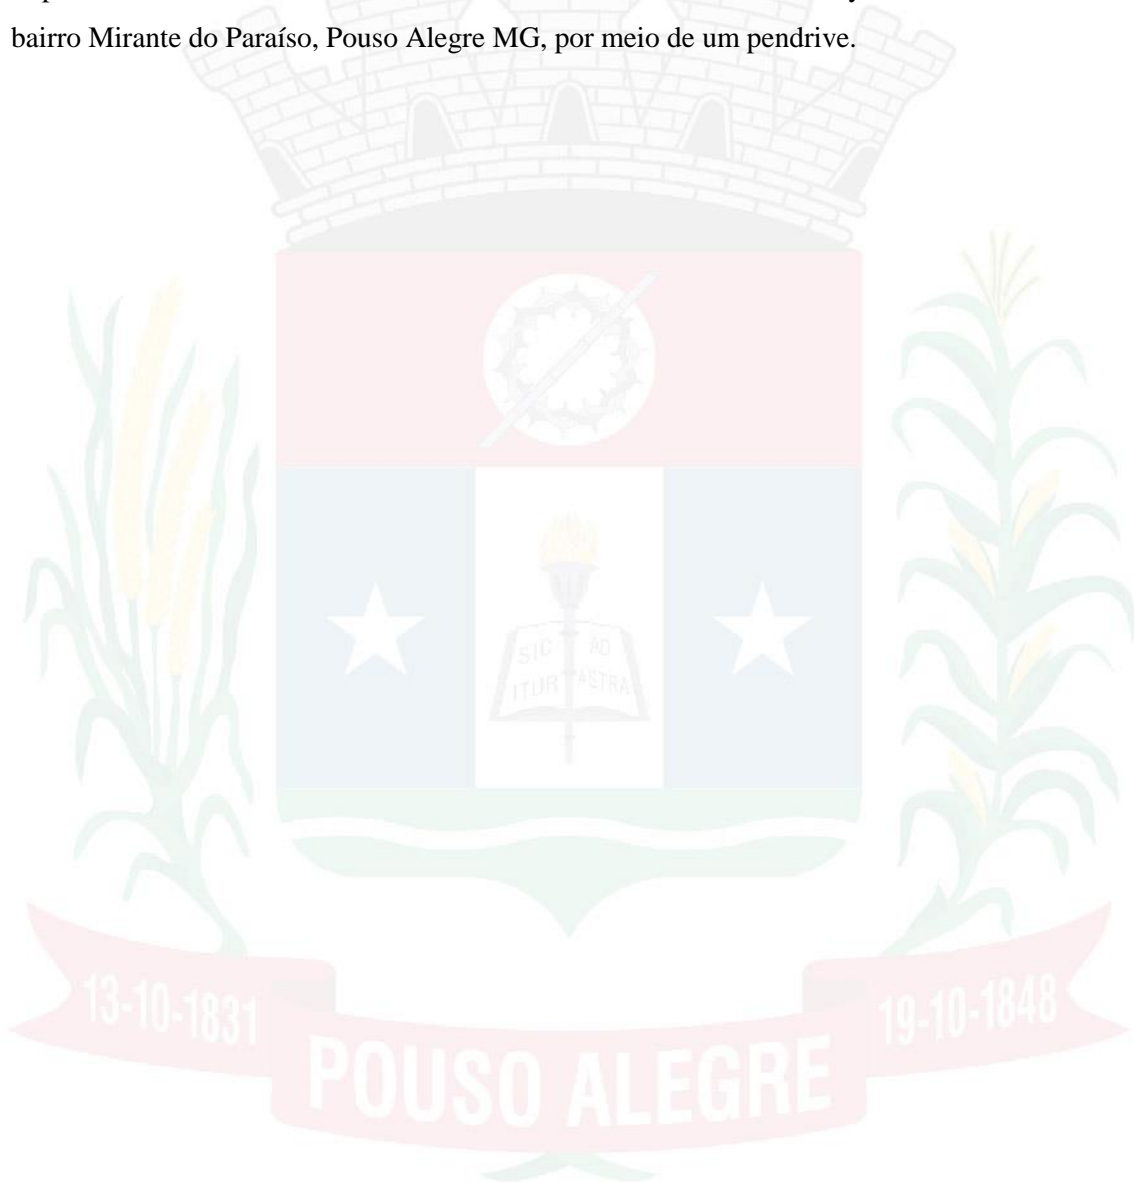 bairro Mirante do Paraíso, Pouso Alegre MG, por meio de um pendrive.
SIC AD
ITUR ASTRA
13-10-1831
19-10-1848
POUSO ALEGRE